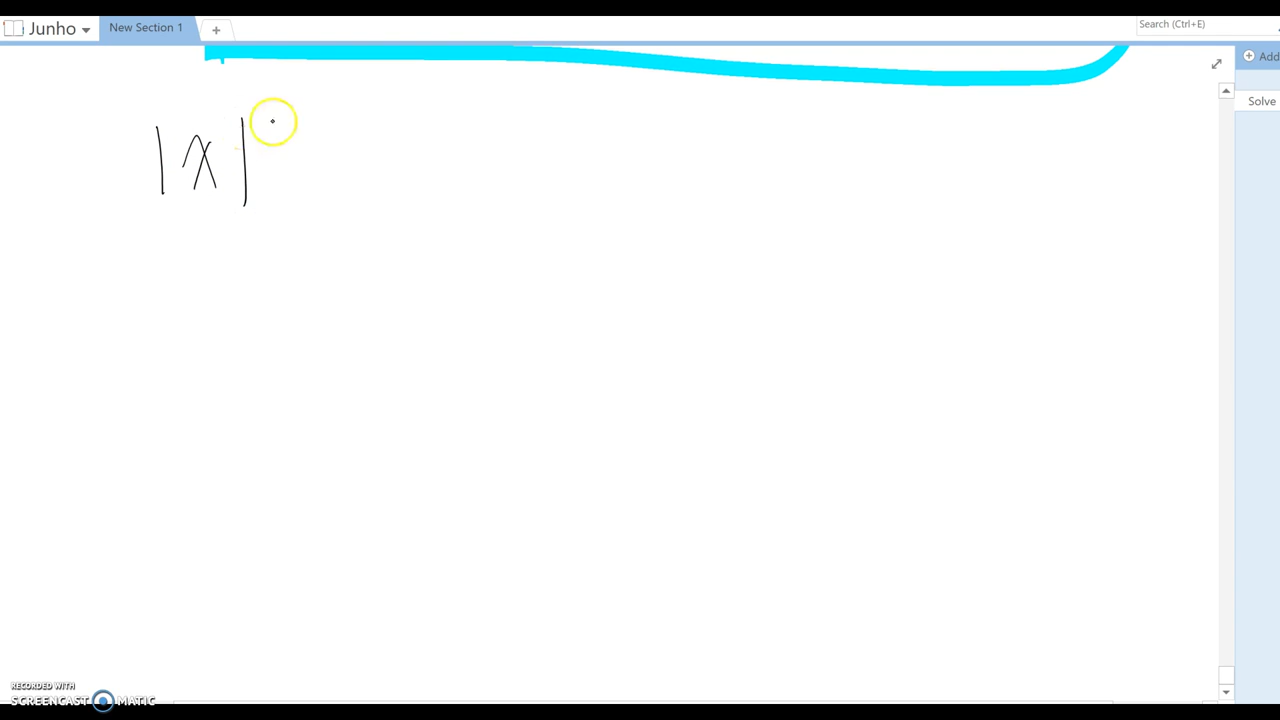 Junho New Section 1 Search (Ctrl+E)
Add
Solve
|x|
RECORDED WITH
SCREENCAST MATIC